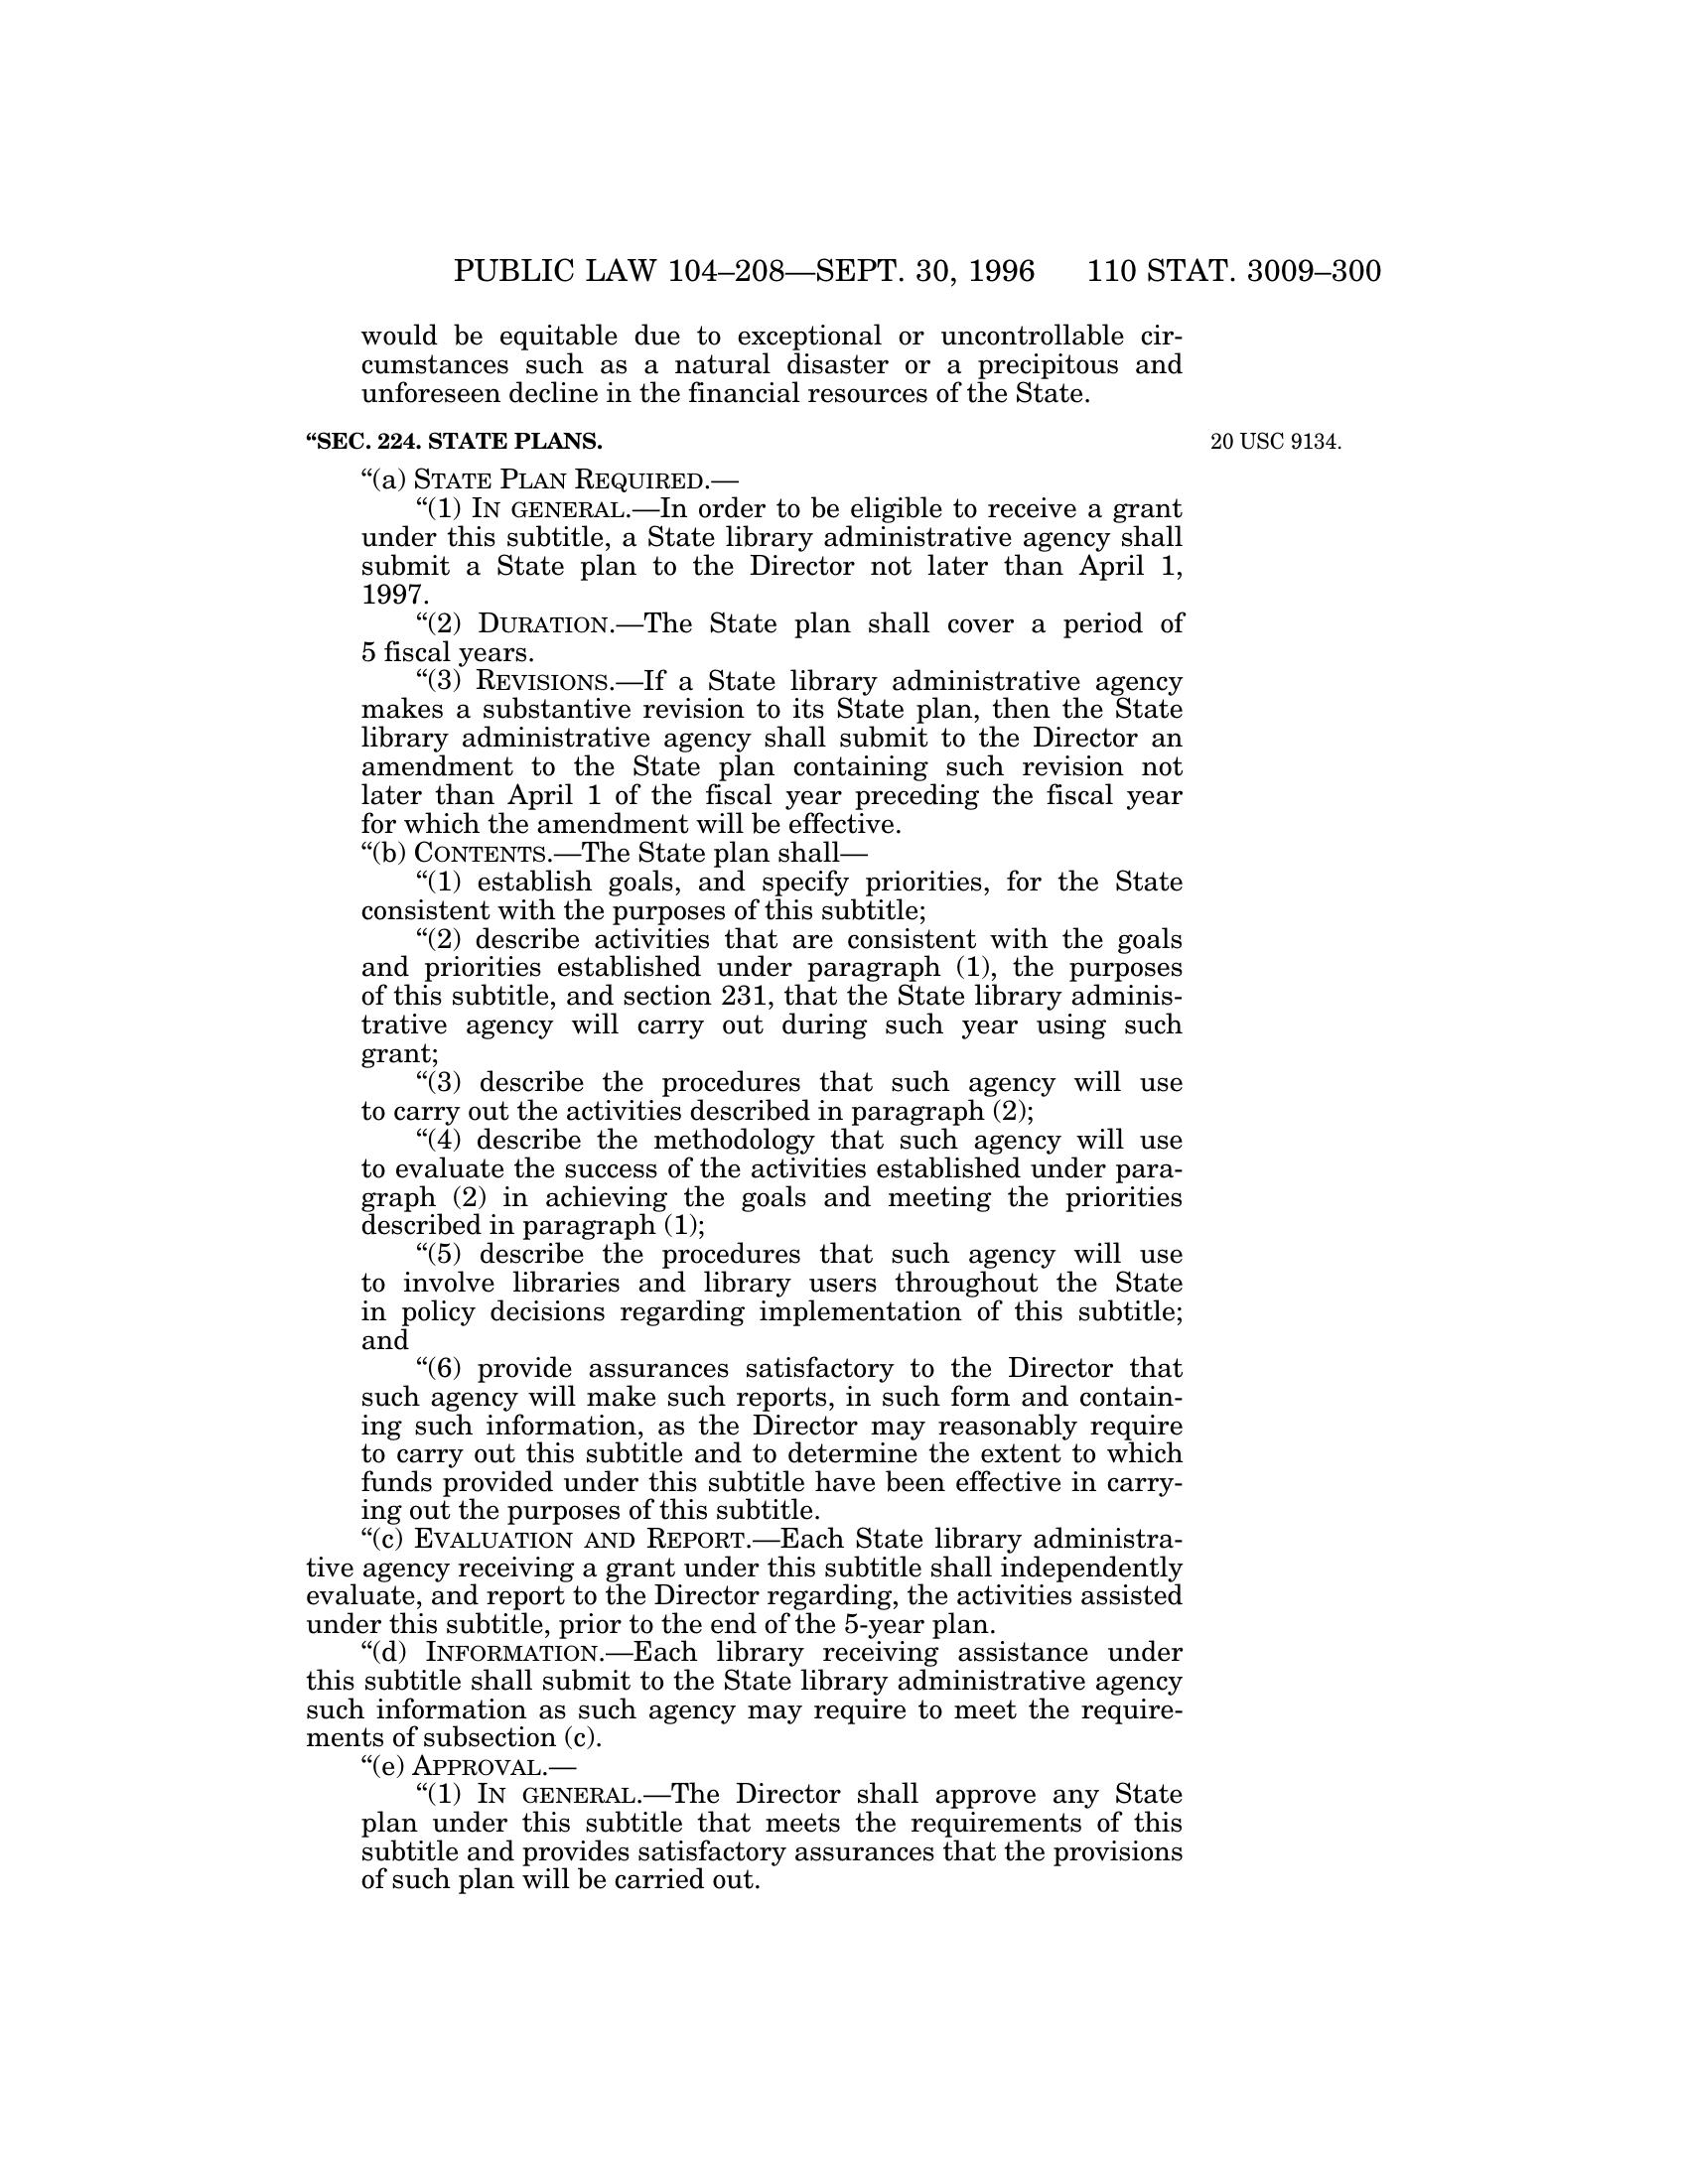 PUBLIC LAW 104–208—SEPT. 30, 1996 110 STAT. 3009–300
would be equitable due to exceptional or uncontrollable cir-
cumstances such as a natural disaster or a precipitous and
unforeseen decline in the financial resources of the State.
“SEC. 224. STATE PLANS.
20 USC 9134.
“(a) STATE PLAN REQUIRED.—
“(1) IN GENERAL.—In order to be eligible to receive a grant
under this subtitle, a State library administrative agency shall
submit a State plan to the Director not later than April 1,
1997.
“(2) DURATION.—The State plan shall cover a period of
5 fiscal years.
“(3) REVISIONS.—If a State library administrative agency
makes a substantive revision to its State plan, then the State
library administrative agency shall submit to the Director an
amendment to the State plan containing such revision not
later than April 1 of the fiscal year preceding the fiscal year
for which the amendment will be effective.
“(b) CONTENTS.—The State plan shall—
“(1) establish goals, and specify priorities, for the State
consistent with the purposes of this subtitle;
“(2) describe activities that are consistent with the goals
and priorities established under paragraph (1), the purposes
of this subtitle, and section 231, that the State library adminis-
trative agency will carry out during such year using such
grant;
“(3) describe the procedures that such agency will use
to carry out the activities described in paragraph (2);
“(4) describe the methodology that such agency will use
to evaluate the success of the activities established under para-
graph (2) in achieving the goals and meeting the priorities
described in paragraph (1);
“(5) describe the procedures that such agency will use
to involve libraries and library users throughout the State
in policy decisions regarding implementation of this subtitle;
and
“(6) provide assurances satisfactory to the Director that
such agency will make such reports, in such form and contain-
ing such information, as the Director may reasonably require
to carry out this subtitle and to determine the extent to which
funds provided under this subtitle have been effective in carry-
ing out the purposes of this subtitle.
“(c) EVALUATION AND REPORT.—Each State library administra-
tive agency receiving a grant under this subtitle shall independently
evaluate, and report to the Director regarding, the activities assisted
under this subtitle, prior to the end of the 5-year plan.
“(d) INFORMATION.—Each library receiving assistance under
this subtitle shall submit to the State library administrative agency
such information as such agency may require to meet the require-
ments of subsection (c).
“(e) APPROVAL.—
“(1) IN GENERAL.—The Director shall approve any State
plan under this subtitle that meets the requirements of this
subtitle and provides satisfactory assurances that the provisions
of such plan will be carried out.